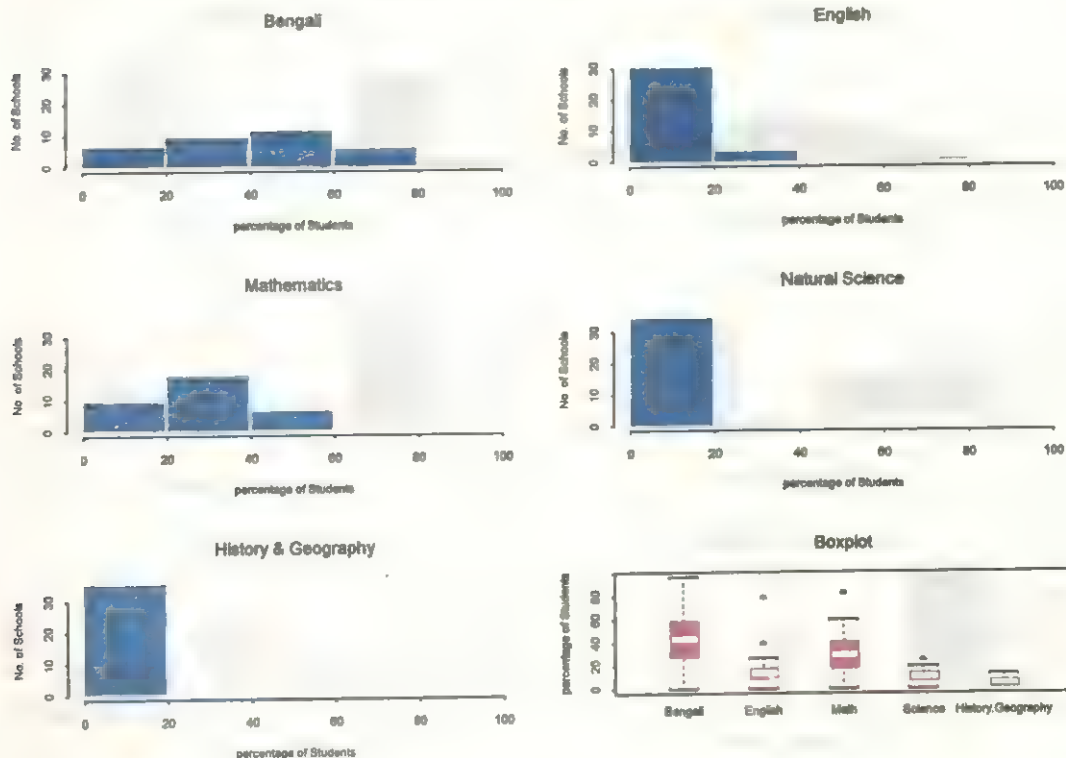 Bengali
No. of Schools
0 10 20 30
0 20 40 60 80 100
percentage of Students
English
No. of Schools
0 10 20 30
0 20 40 60 80 100
percentage of Students
Mathematics
No. of Schools
0 10 20 30
0 20 40 60 80 100
percentage of Students
Natural Science
No. of Schools
0 10 20 30
0 20 40 60 80 100
percentage of Students
History & Geography
No. of Schools
0 10 20 30
0 20 40 60 80 100
percentage of Students
Boxplot
percentage of Students
0 20 40 60 80
Bengali English Math Science History.Geography